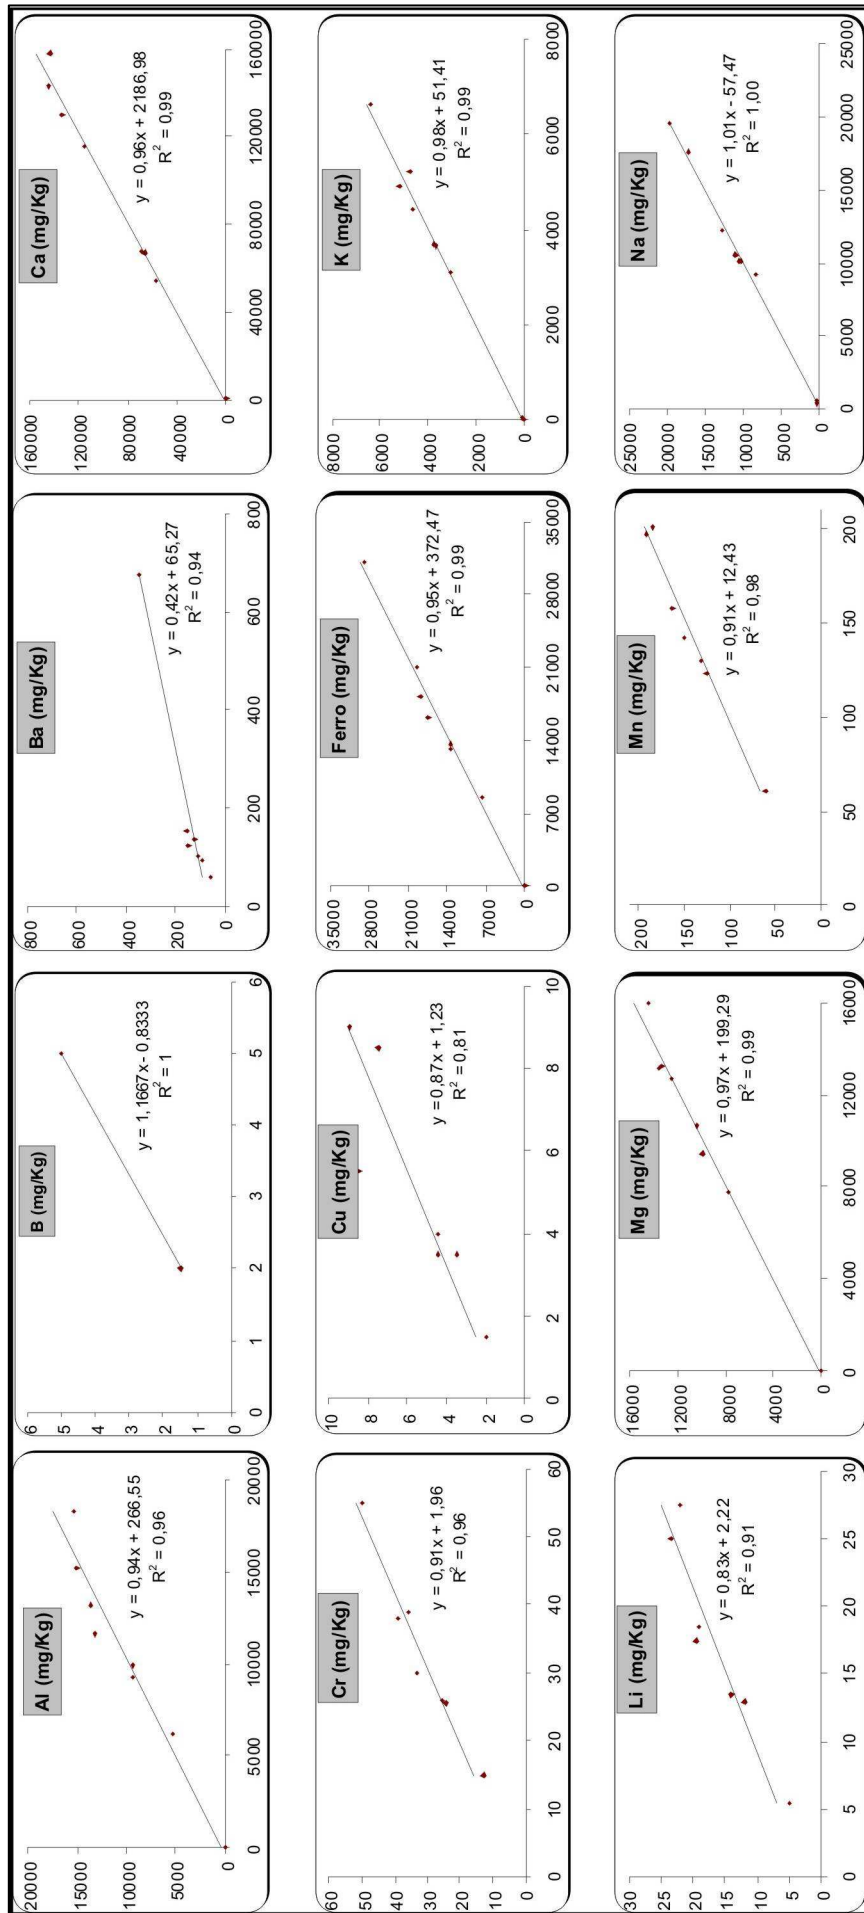 Al (mg/Kg)
20000
15000
10000
5000
0
y = 0,94x + 266,55
R² = 0,96
0 5000 10000 15000 20000
B (mg/Kg)
6
5
4
3
2
1
0
y = 1,1667x - 0,8333
R² = 1
0 1 2 3 4 5 6
Ba (mg/Kg)
800
600
400
200
0
y = 0,42x + 65,27
R² = 0,94
0 200 400 600 800
Ca (mg/Kg)
160000
120000
80000
40000
0
y = 0,96x + 2186,98
R² = 0,99
0 40000 80000 120000 160000
Cr (mg/Kg)
60
50
40
30
20
10
0
y = 0,91x + 1,96
R² = 0,96
0 10 20 30 40 50 60
Cu (mg/Kg)
10
8
6
4
2
0
y = 0,87x + 1,23
R² = 0,81
0 2 4 6 8 10
Ferro (mg/Kg)
35000
28000
21000
14000
7000
0
y = 0,95x + 372,47
R² = 0,99
0 7000 14000 21000 28000 35000
K (mg/Kg)
8000
6000
4000
2000
0
y = 0,98x + 51,41
R² = 0,99
0 2000 4000 6000 8000
Li (mg/Kg)
30
25
20
15
10
5
0
y = 0,83x + 2,22
R² = 0,91
0 5 10 15 20 25 30
Mg (mg/Kg)
16000
12000
8000
4000
0
y = 0,97x + 199,29
R² = 0,99
0 4000 8000 12000 16000
Mn (mg/Kg)
200
150
100
50
0
y = 0,91x + 12,43
R² = 0,98
0 50 100 150 200
Na (mg/Kg)
25000
20000
15000
10000
5000
0
y = 1,01x - 57,47
R² = 1,00
0 5000 10000 15000 20000 25000